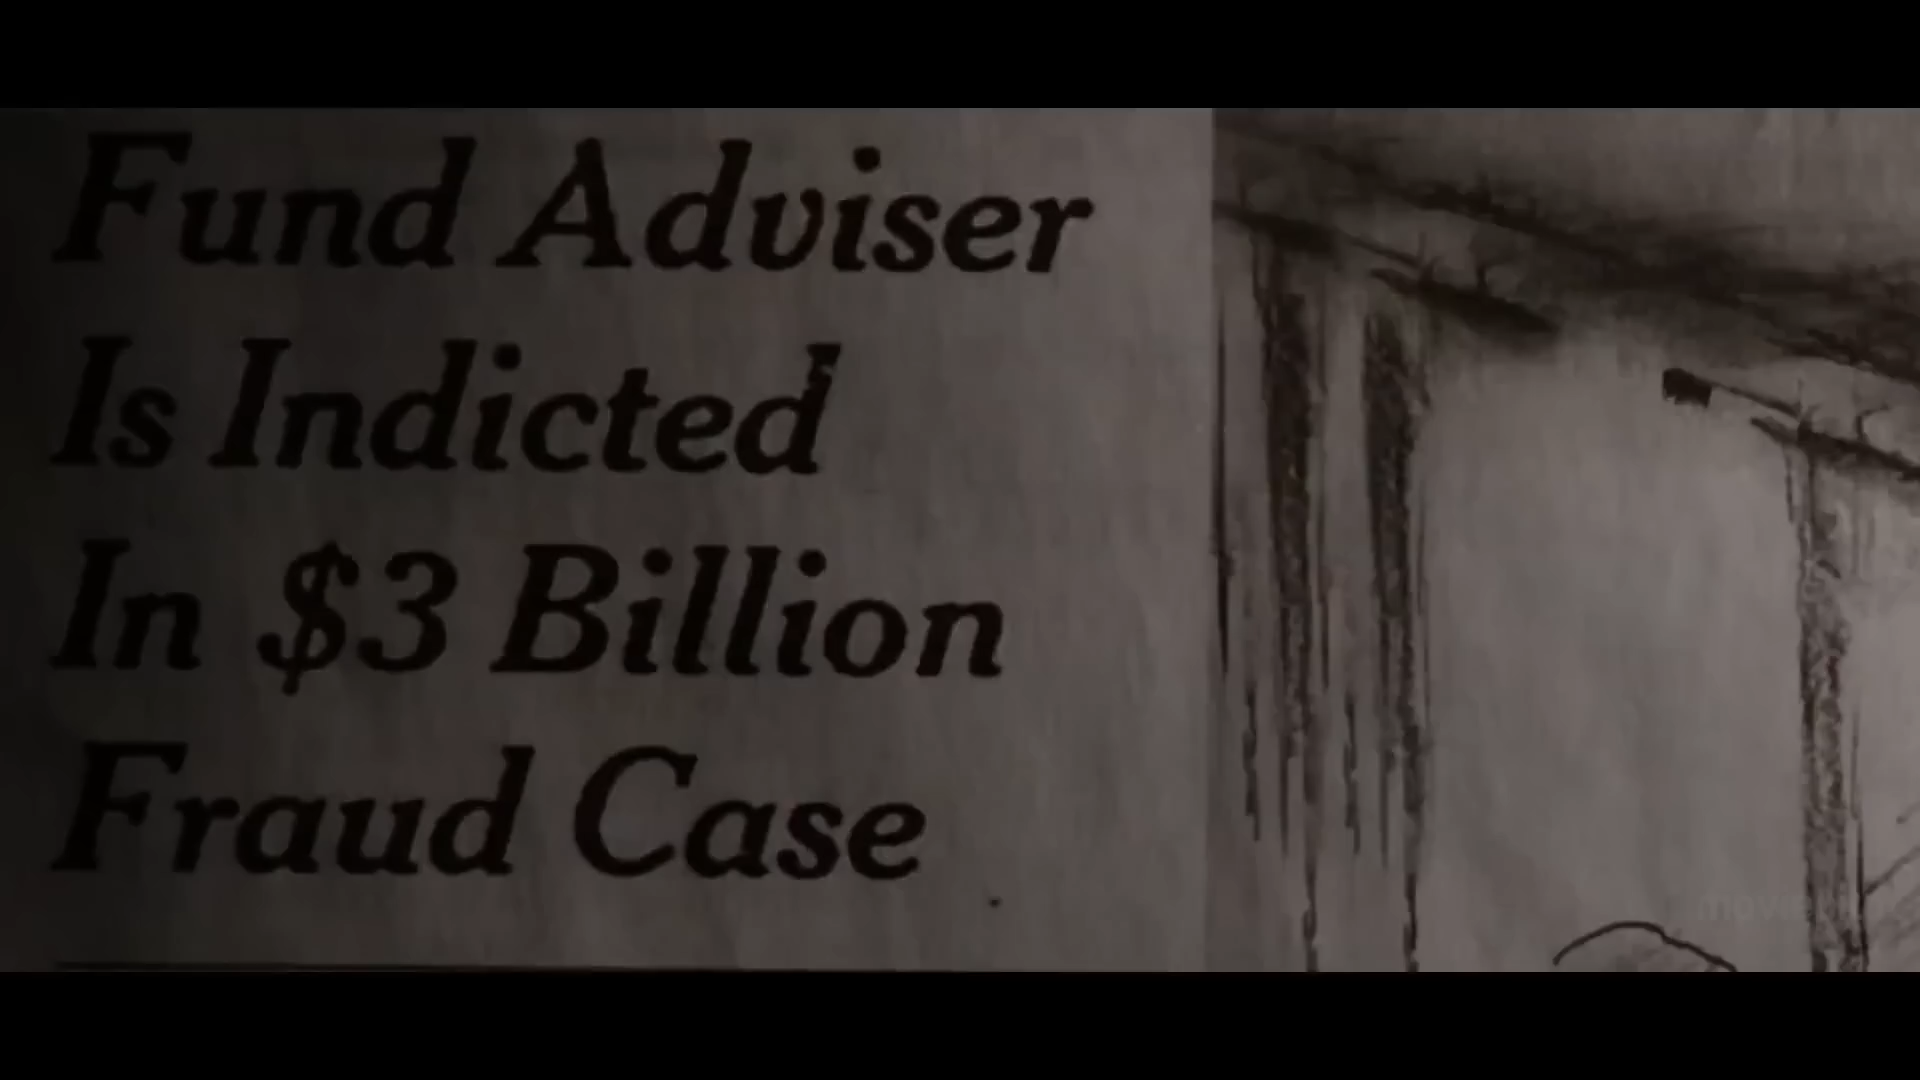 Fund Adviser
Is Indicted
In $3 Billion
Fraud Case